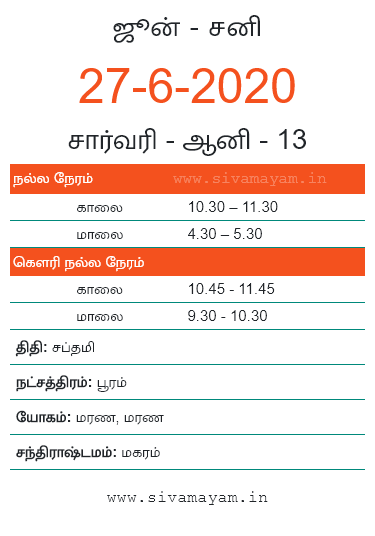 ஜூன் - சனி
27-6-2020
சார்வரி - ஆனி - 13
நல்ல நேரம் www.sivamayam.in
காலை 10.30 – 11.30
மாலை 4.30 – 5.30
கௌரி நல்ல நேரம்
காலை 10.45 - 11.45
மாலை 9.30 - 10.30
திதி: சப்தமி
நட்சத்திரம்: பூரம்
யோகம்: மரண, மரண
சந்திராஷ்டமம்: மகரம்
www.sivamayam.in